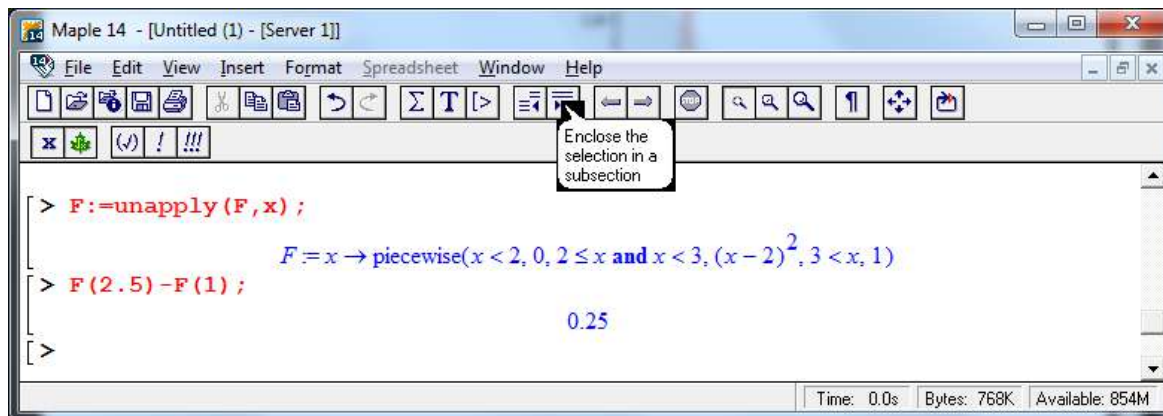 Maple 14 - [Untitled (1) - [Server 1]]
File Edit View Insert Format Spreadsheet Window Help
Σ T [> STOP ¶
x (√) ! !!!
Enclose the
selection in a
subsection
[> F:=unapply(F,x);
F := x → piecewise(x < 2, 0, 2 ≤ x and x < 3, (x − 2)², 3 < x, 1)
[> F(2.5)-F(1);
0.25
[>
Time: 0.0s Bytes: 768K Available: 854M